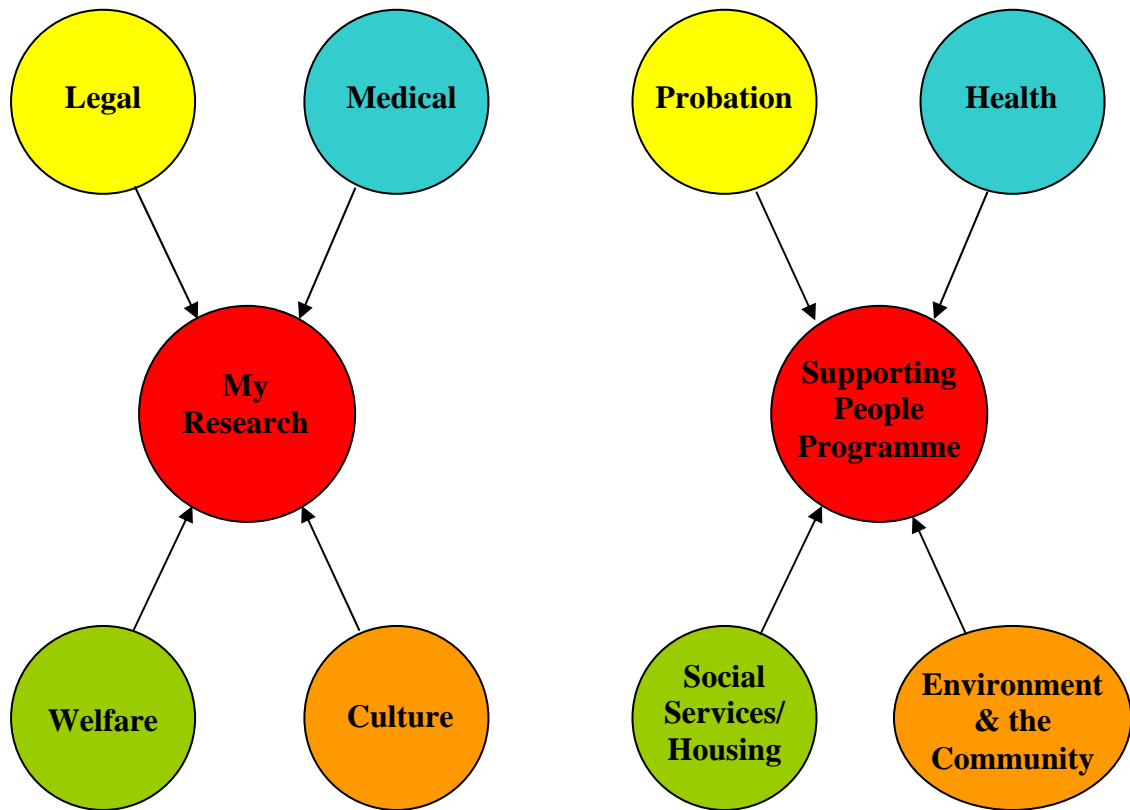 Legal
Medical
My
Research
Welfare
Culture
Probation
Health
Supporting
People
Programme
Social
Services/
Housing
Environment
& the
Community